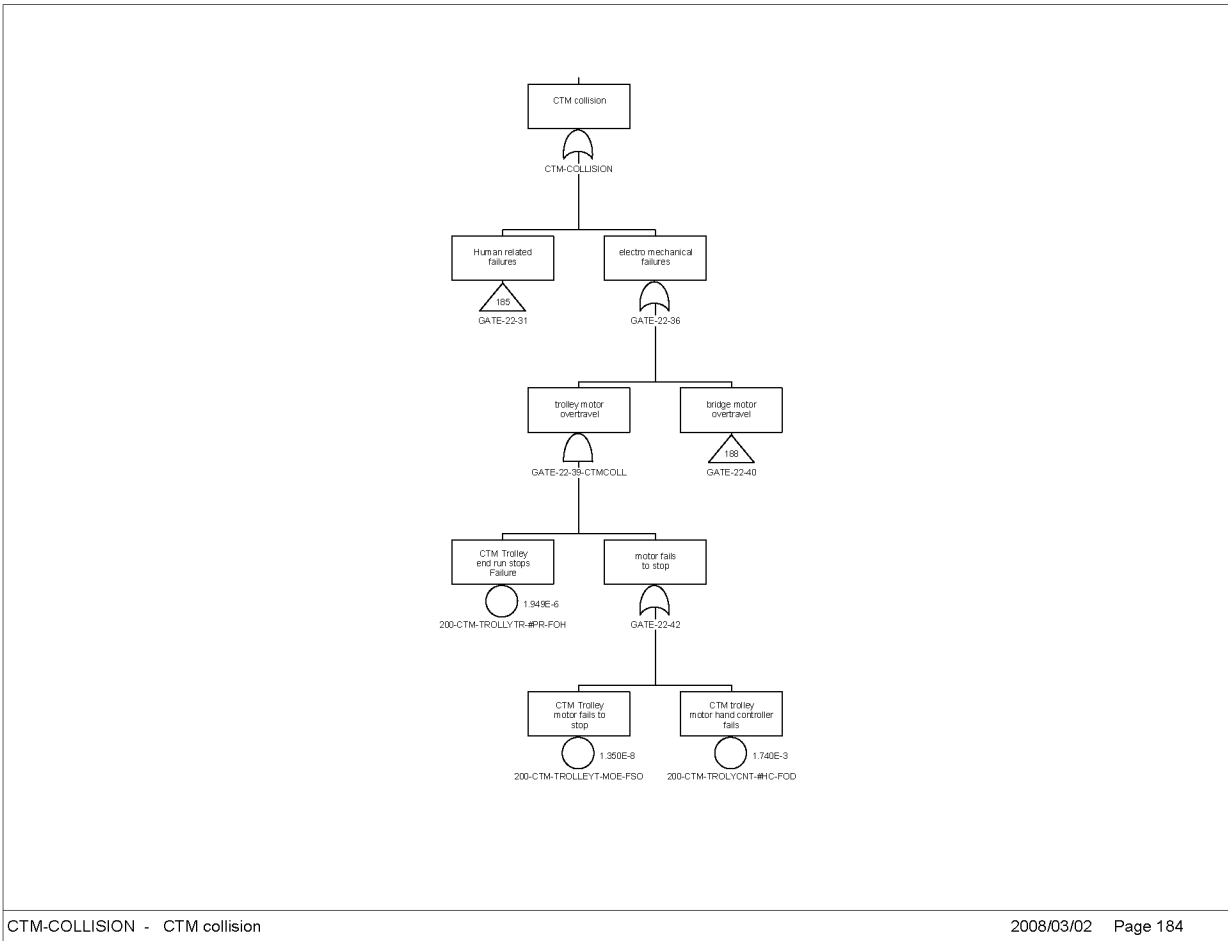 CTM collision
CTM-COLLISION
Human related
failures
185
GATE-22-31
electro mechanical
failures
GATE-22-36
trolley motor
overtravel
GATE-22-39-CTMCOLL
bridge motor
overtravel
188
GATE-22-40
CTM Trolley
end run stops
Failure
1.949E-6
200-CTM-TROLLYTR-#PR-FOH
motor fails
to stop
GATE-22-42
CTM Trolley
motor fails to
stop
1.350E-8
200-CTM-TROLLEYT-MOE-FSO
CTM trolley
motor hand controller
fails
1.740E-3
200-CTM-TROLYCNT-#HC-FOD
CTM-COLLISION - CTM collision
2008/03/02 Page 184